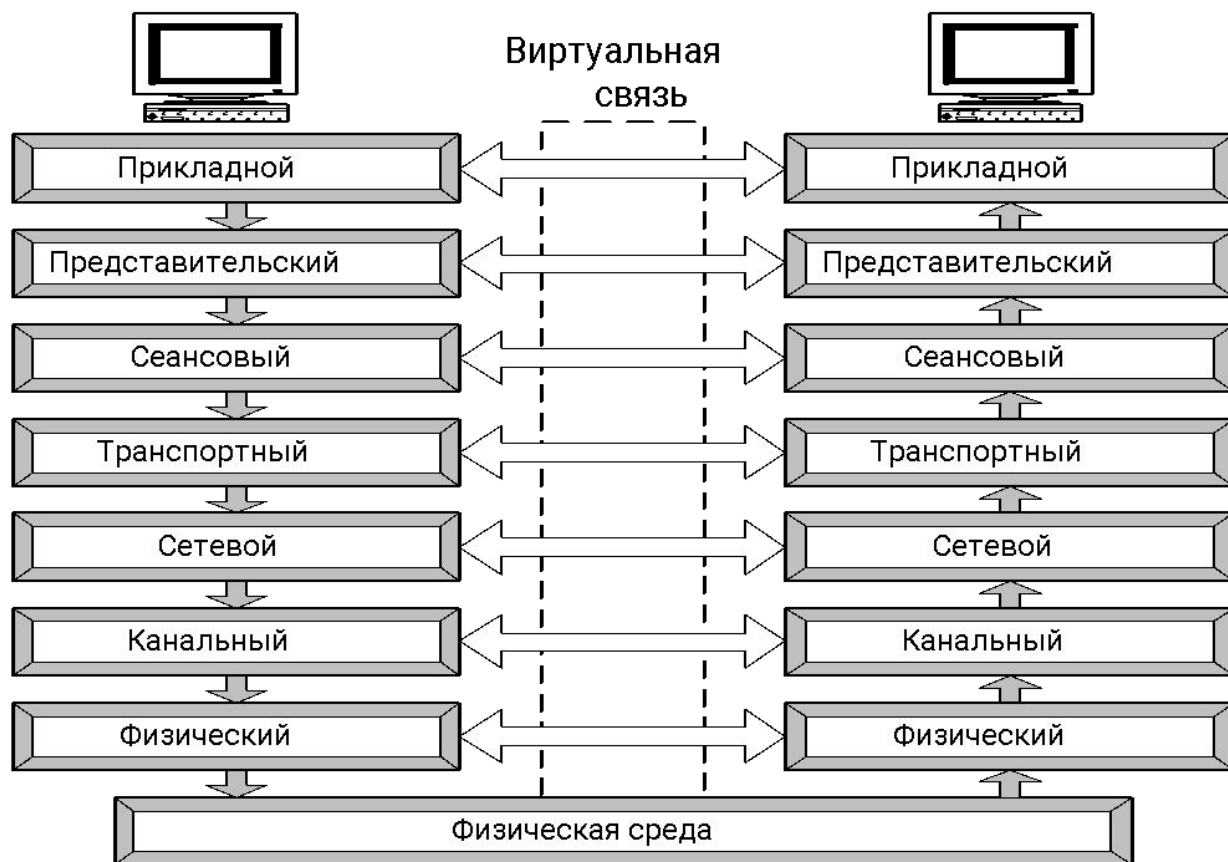 Виртуальная
связь
Прикладной
Прикладной
Представительский
Представительский
Сеансовый
Сеансовый
Транспортный
Транспортный
Сетевой
Сетевой
Канальный
Канальный
Физический
Физический
Физическая среда